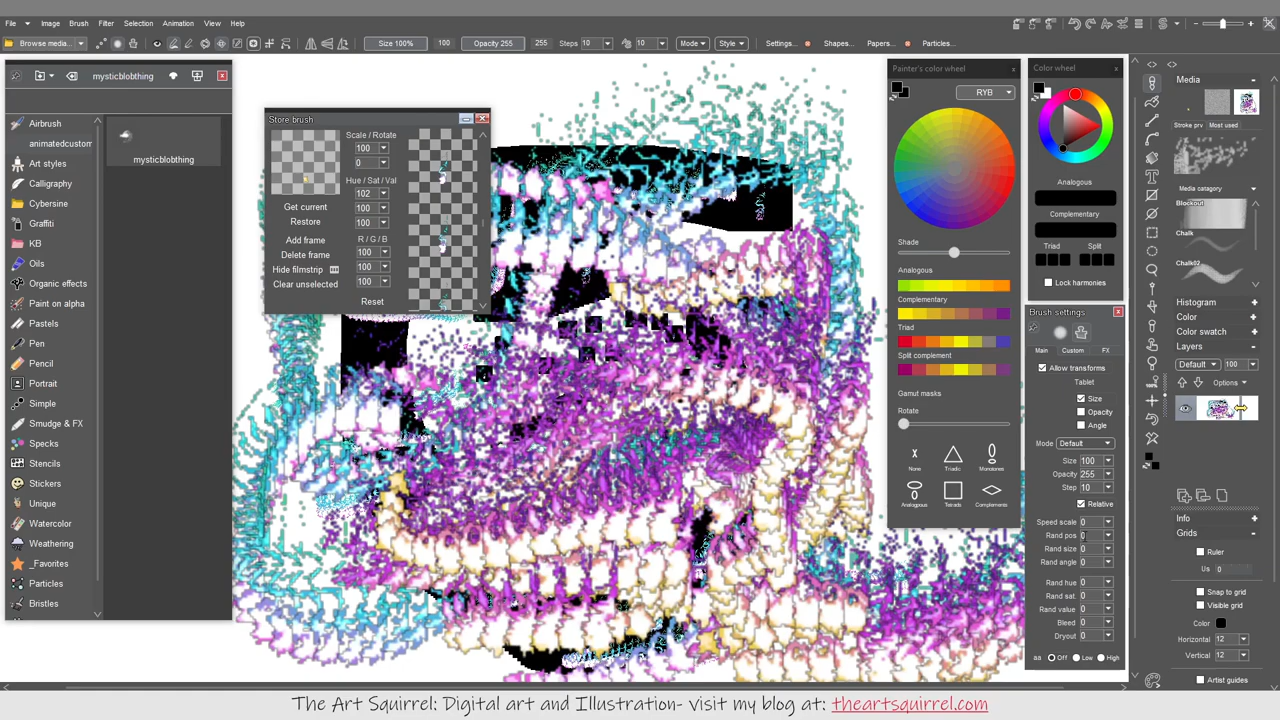 File
Image
Brush
Filter
Selection
Animation
View
Help
Browse media...
Size 100%
100
Opacity 255
255
Steps 10
10
Mode
Style
Settings...
Shapes...
Papers...
Particles...
mysticblobthing
Airbrush
animatedcustom
Art styles
Calligraphy
Cybersine
Graffiti
KB
Oils
Organic effects
Paint on alpha
Pastels
Pen
Pencil
Portrait
Simple
Smudge & FX
Specks
Stencils
Stickers
Unique
Watercolor
Weathering
_Favorites
Particles
Bristles
mysticblobthing
Store brush
Scale / Rotate
100
0
Hue / Sat / Val
102
Get current
100
Restore
100
Add frame
R / G / B
Delete frame
100
Hide filmstrip
100
Clear unselected
100
Reset
Painter's color wheel
RYB
Shade
Analogous
Complementary
Triad
Split complement
Gamut masks
Rotate
None
Triadic
Monotones
Analogous
Tetrads
Complements
Color wheel
Analogous
Complementary
Triad
Split
Lock harmonies
Brush settings
Main
Custom
FX
Allow transforms
Tablet
Size
Opacity
Angle
Mode Default
Size 100
Opacity 255
Step 10
Relative
Speed scale 0
Rand pos 0
Rand size 0
Rand angle 0
Rand hue 0
Rand sat. 0
Rand value 0
Bleed 0
Dryout 0
aa Off Low High
Media
Stroke prv
Most used
Media catagory
Blockout
Chalk
Chalk02
Histogram
Color
Color swatch
Layers
Default
100
Options
Info
Grids
Ruler
Us 0
Snap to grid
Visible grid
Color
Horizontal 12
Vertical 12
Artist guides
The Art Squirrel: Digital art and Illustration- visit my blog at: theartsquirrel.com